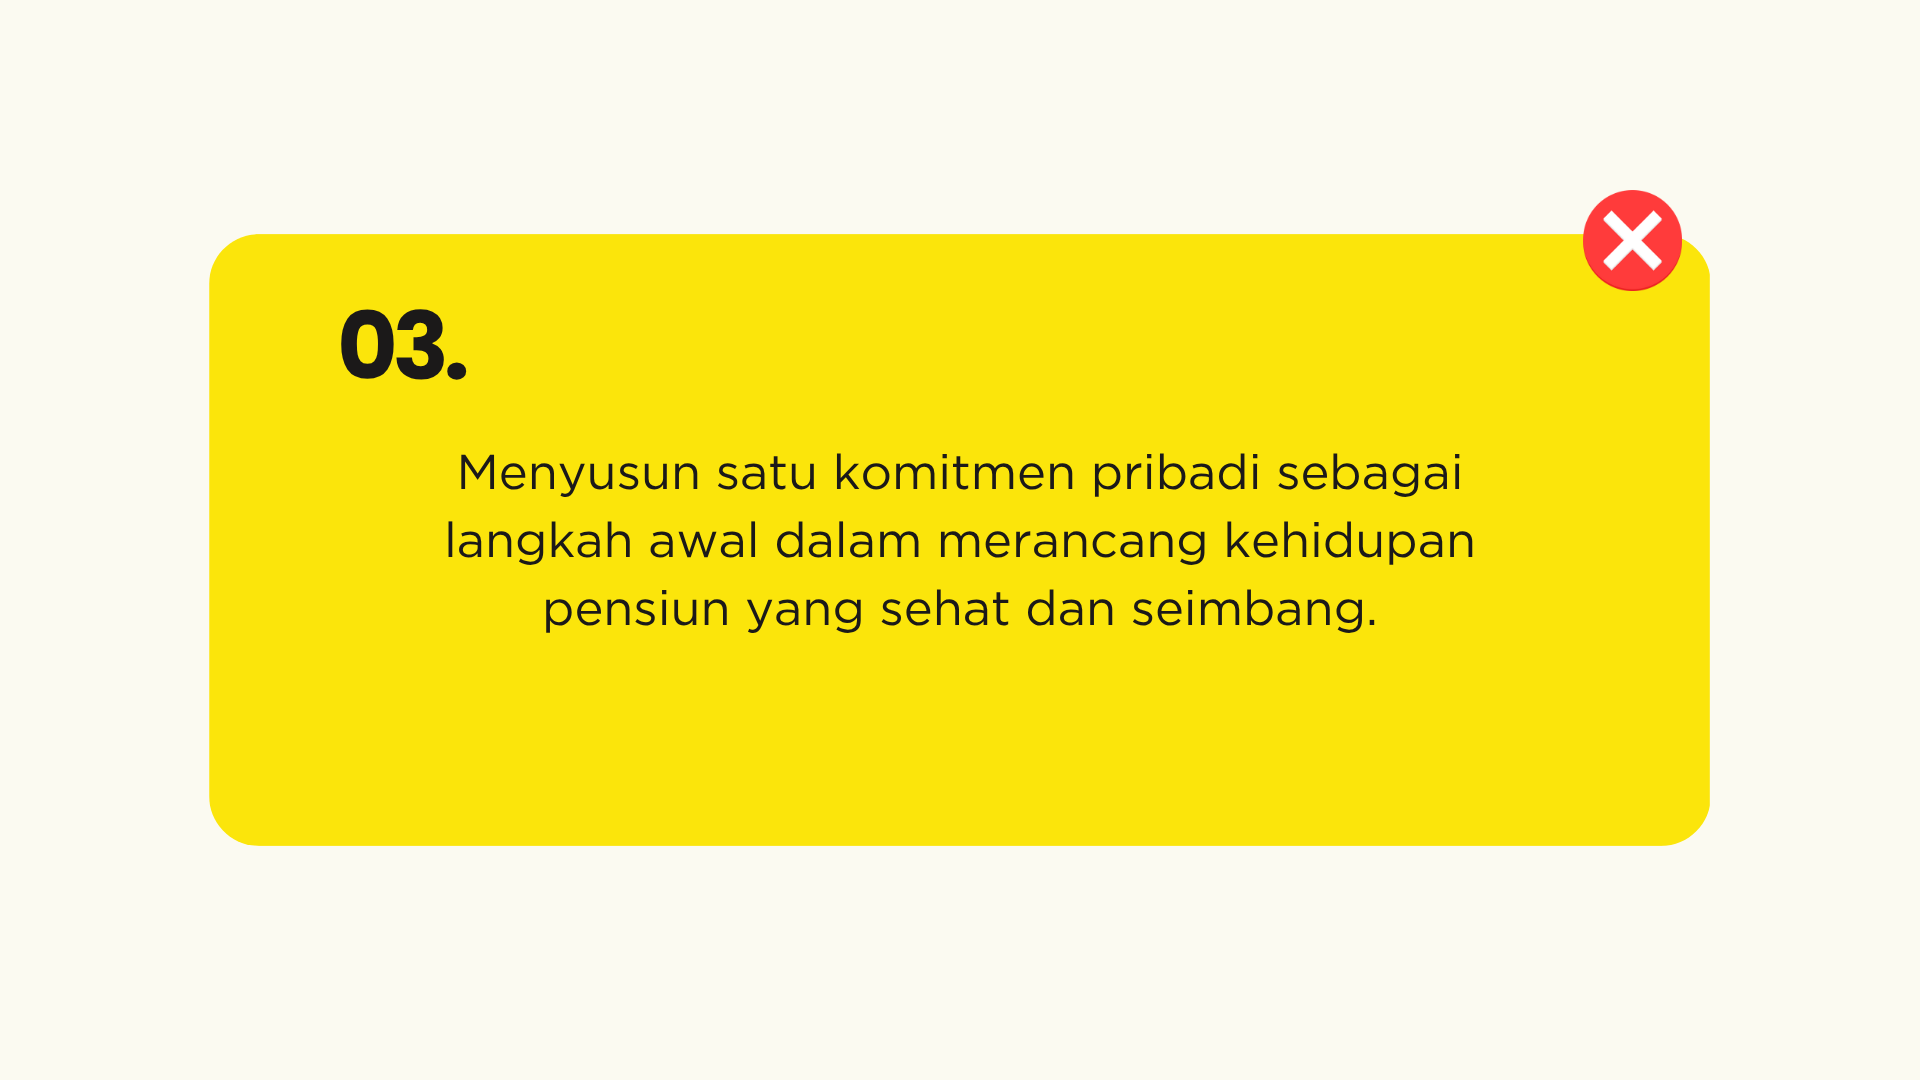 03.
Menyusun satu komitmen pribadi sebagai
langkah awal dalam merancang kehidupan
pensiun yang sehat dan seimbang.